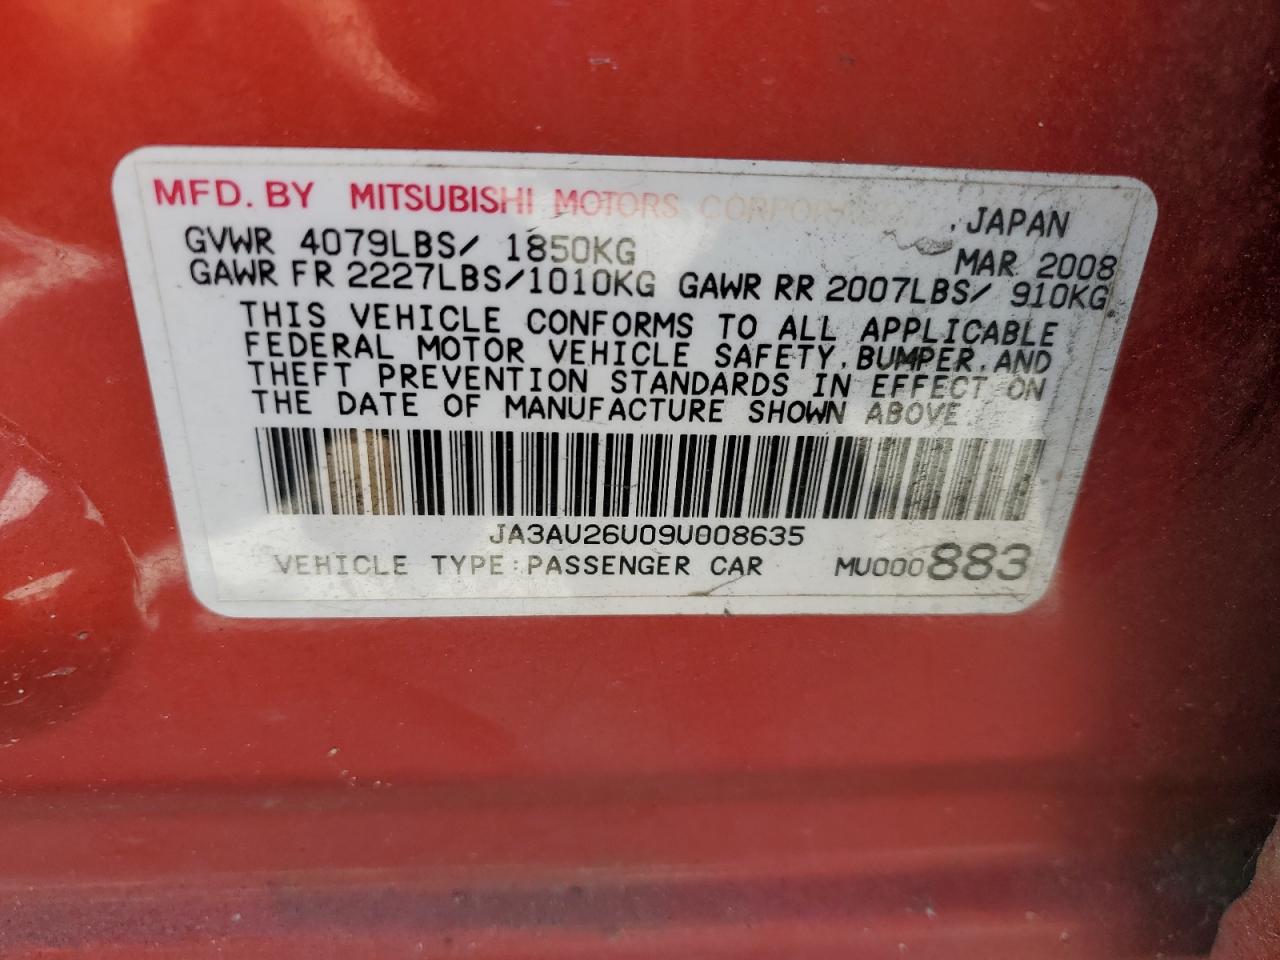 MFD. BY MITSUBISHI MOTORS CORPORATION, JAPAN
GVWR 4079LBS/ 1850KG MAR 2008
GAWR FR 2227LBS/1010KG GAWR RR 2007LBS/ 910KG
THIS VEHICLE CONFORMS TO ALL APPLICABLE
FEDERAL MOTOR VEHICLE SAFETY, BUMPER, AND
THEFT PREVENTION STANDARDS IN EFFECT ON
THE DATE OF MANUFACTURE SHOWN ABOVE.
JA3AU26U09U008635
VEHICLE TYPE:PASSENGER CAR MU000883